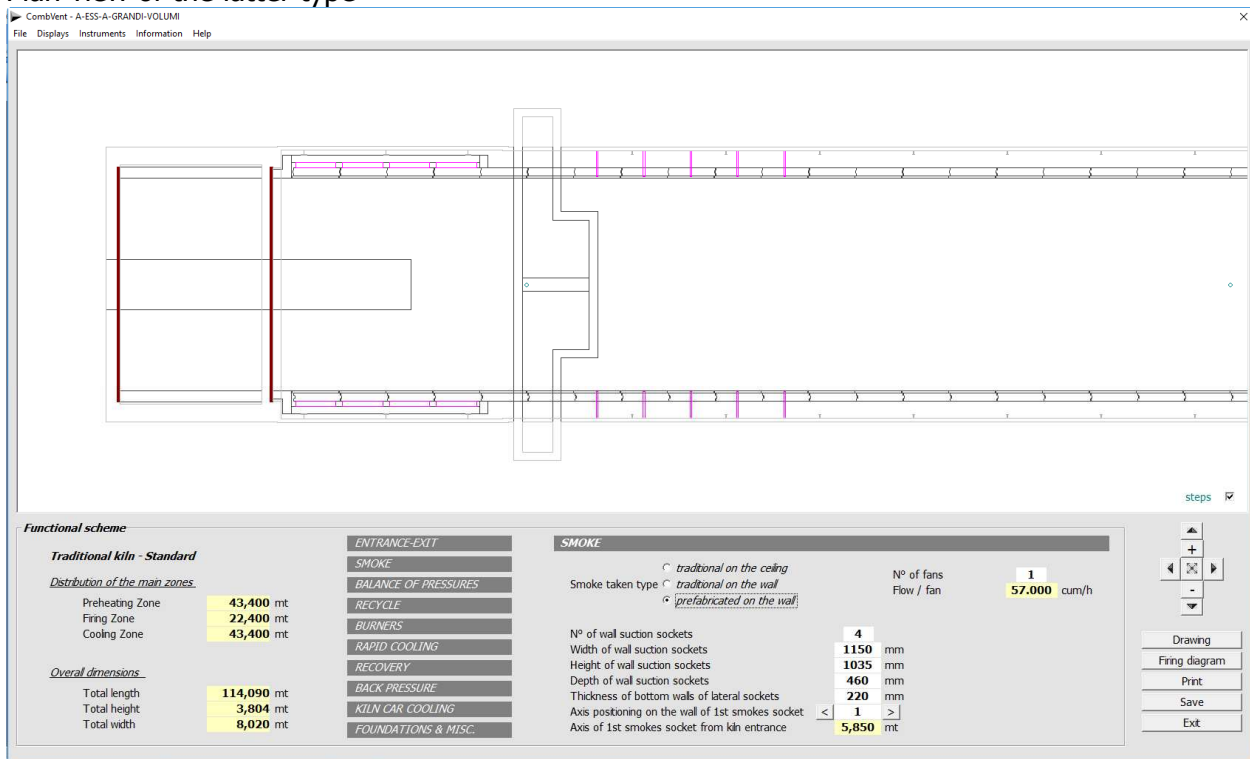 Plan view of the latter type
CombVent - A-ESS-A-GRANDI-VOLUMI
File Displays Instruments Information Help
steps
Functional scheme
Traditional kiln - Standard
Distribution of the main zones
Preheating Zone 43,400 mt
Firing Zone 22,400 mt
Cooling Zone 43,400 mt
Overall dimensions
Total length 114,090 mt
Total height 3,804 mt
Total width 8,020 mt
ENTRANCE-EXIT
SMOKE
BALANCE OF PRESSURES
RECYCLE
BURNERS
RAPID COOLING
RECOVERY
BACK PRESSURE
KILN CAR COOLING
FOUNDATIONS & MISC.
SMOKE
Smoke taken type
traditional on the ceiling
traditional on the wall
prefabricated on the wall
N° of fans 1
Flow / fan 57.000 cum/h
N° of wall suction sockets 4
Width of wall suction sockets 1150 mm
Height of wall suction sockets 1035 mm
Depth of wall suction sockets 460 mm
Thickness of bottom walls of lateral sockets 220 mm
Axis positioning on the wall of 1st smokes socket < 1 >
Axis of 1st smokes socket from kiln entrance 5,850 mt
+
-
Drawing
Firing diagram
Print
Save
Exit